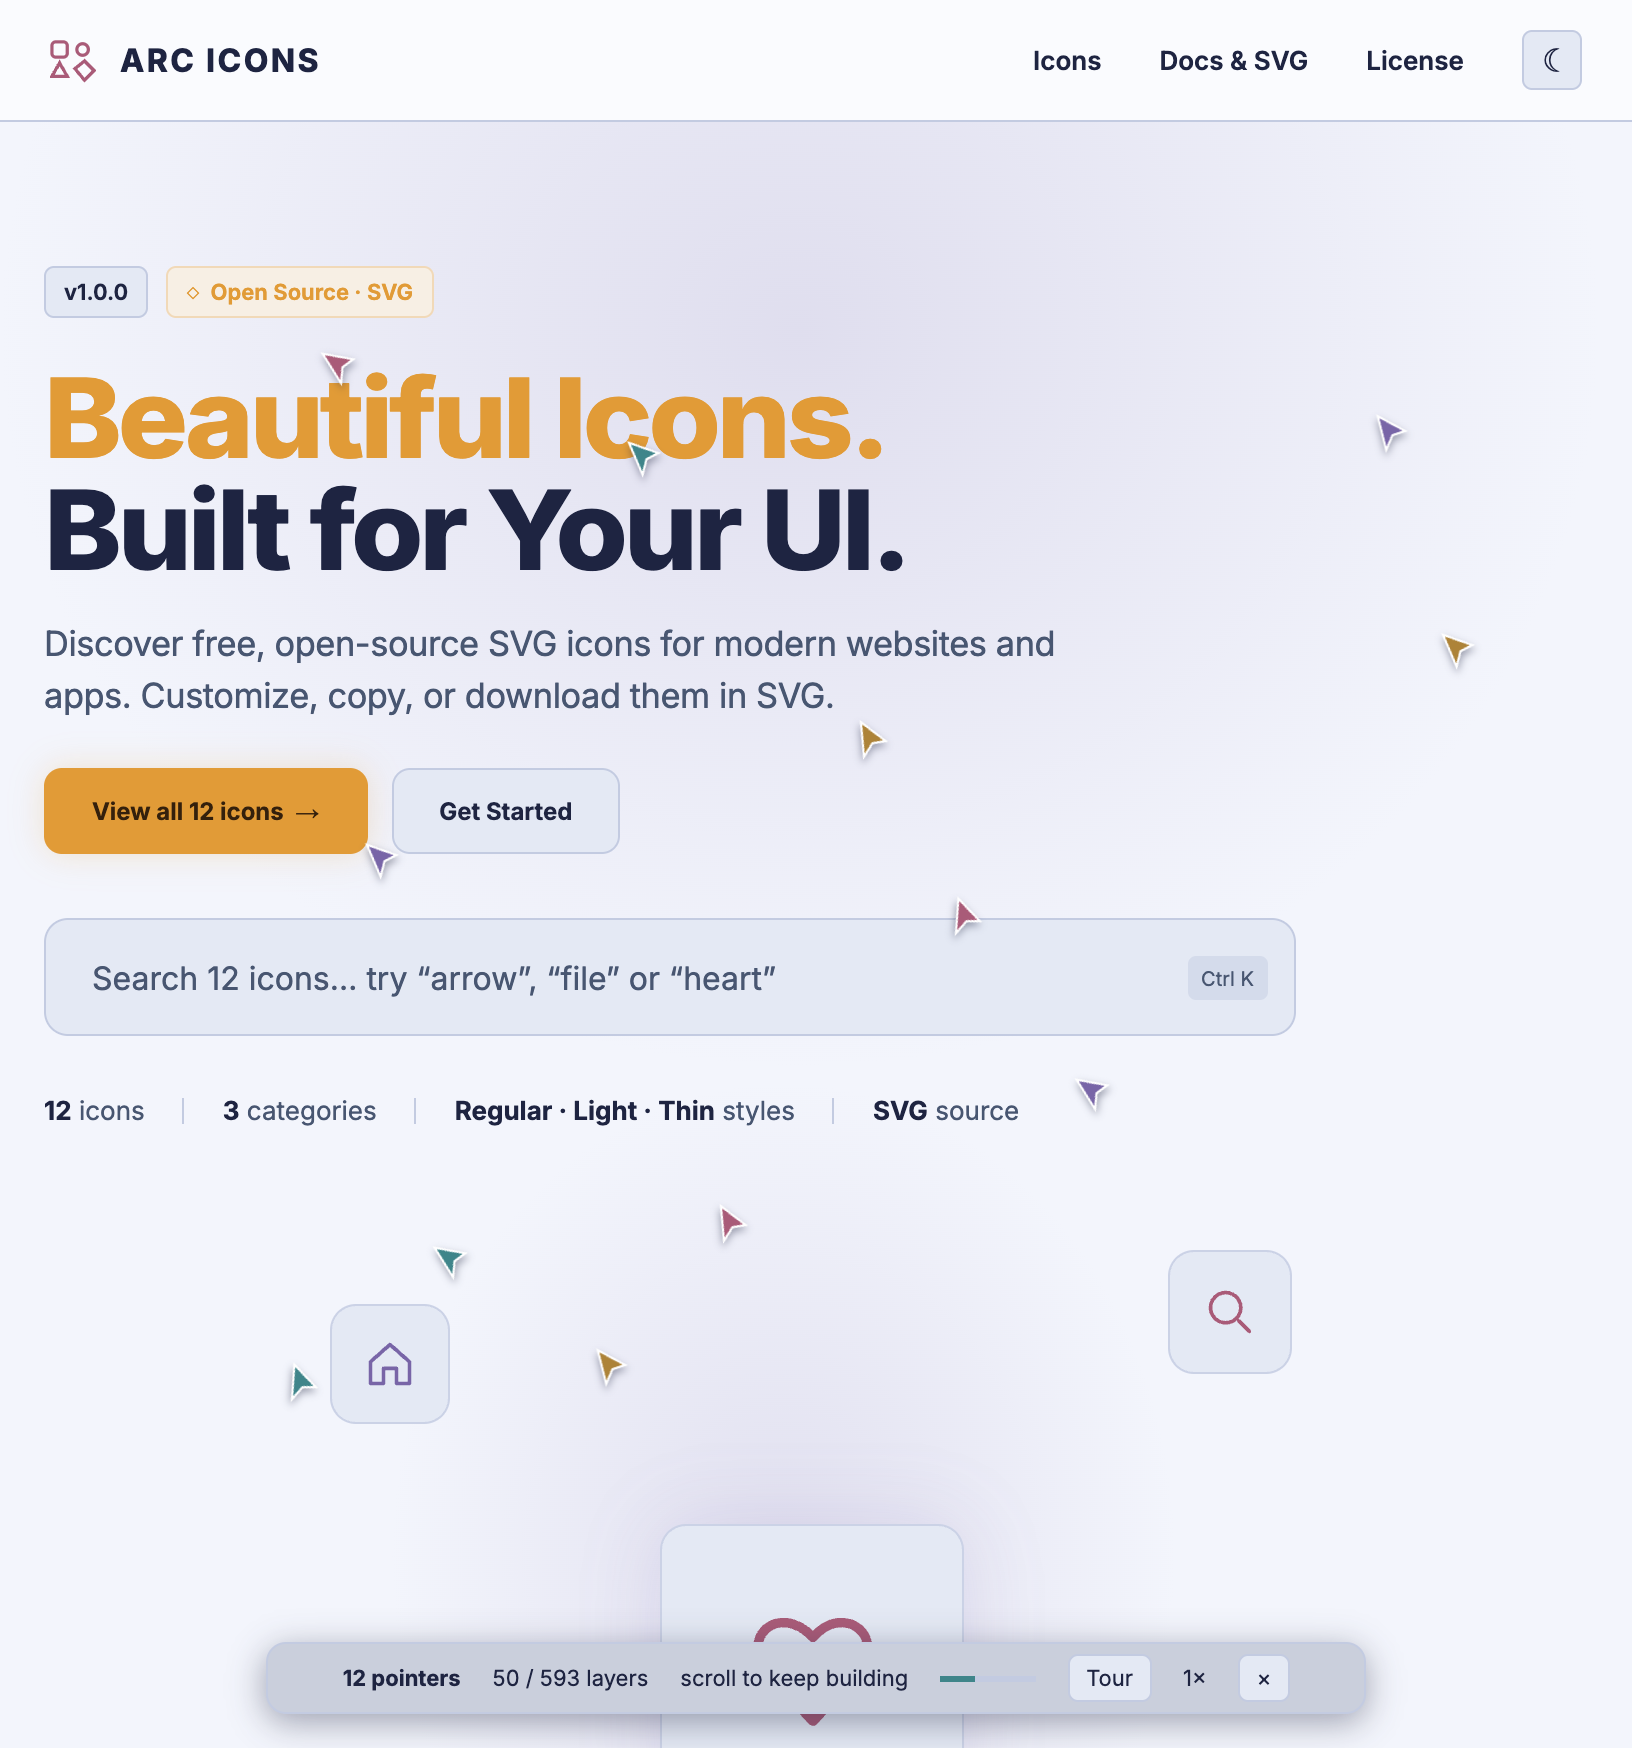 ARC ICONS
Icons
Docs & SVG
License
v1.0.0
Open Source · SVG
Beautiful Icons.
Built for Your UI.
Discover free, open-source SVG icons for modern websites and
apps. Customize, copy, or download them in SVG.
View all 12 icons →
Get Started
Search 12 icons... try “arrow”, “file” or “heart”
Ctrl K
12 icons
3 categories
Regular · Light · Thin styles
SVG source
12 pointers
50 / 593 layers
scroll to keep building
Tour
1×
×